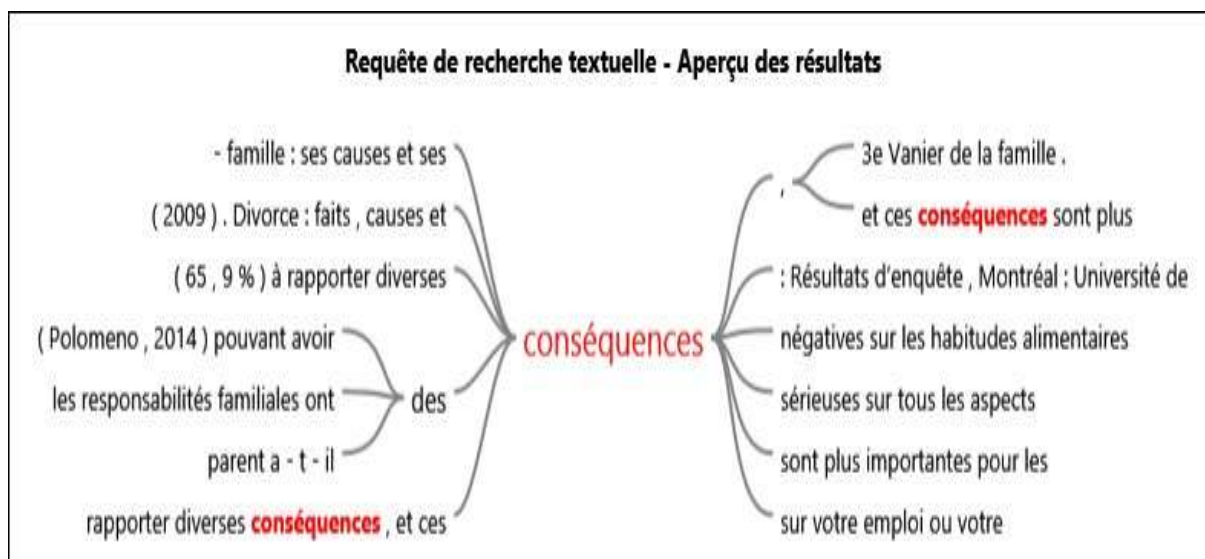 Requête de recherche textuelle - Aperçu des résultats
- famille : ses causes et ses
( 2009 ) . Divorce : faits , causes et
( 65 , 9 % ) à rapporter diverses
( Polomeno , 2014 ) pouvant avoir
les responsabilités familiales ont
des
parent a - t - il
rapporter diverses conséquences , et ces
conséquences
,
3e Vanier de la famille .
et ces conséquences sont plus
: Résultats d'enquête , Montréal : Université de
négatives sur les habitudes alimentaires
sérieuses sur tous les aspects
sont plus importantes pour les
sur votre emploi ou votre